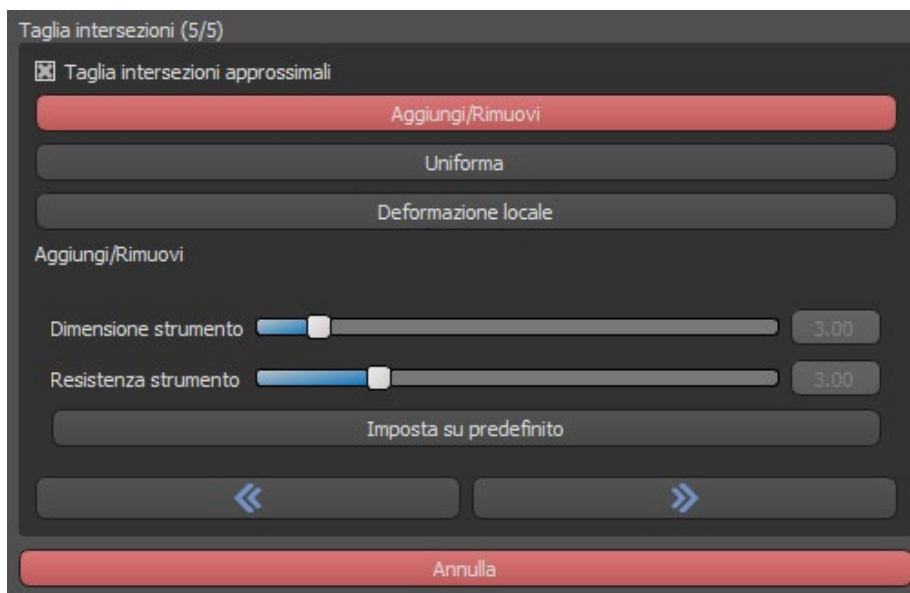 Taglia intersezioni (5/5)
Taglia intersezioni approssimali
Aggiungi/Rimuovi
Uniforma
Deformazione locale
Aggiungi/Rimuovi
Dimensione strumento 3.00
Resistenza strumento 3.00
Imposta su predefinito
Annulla